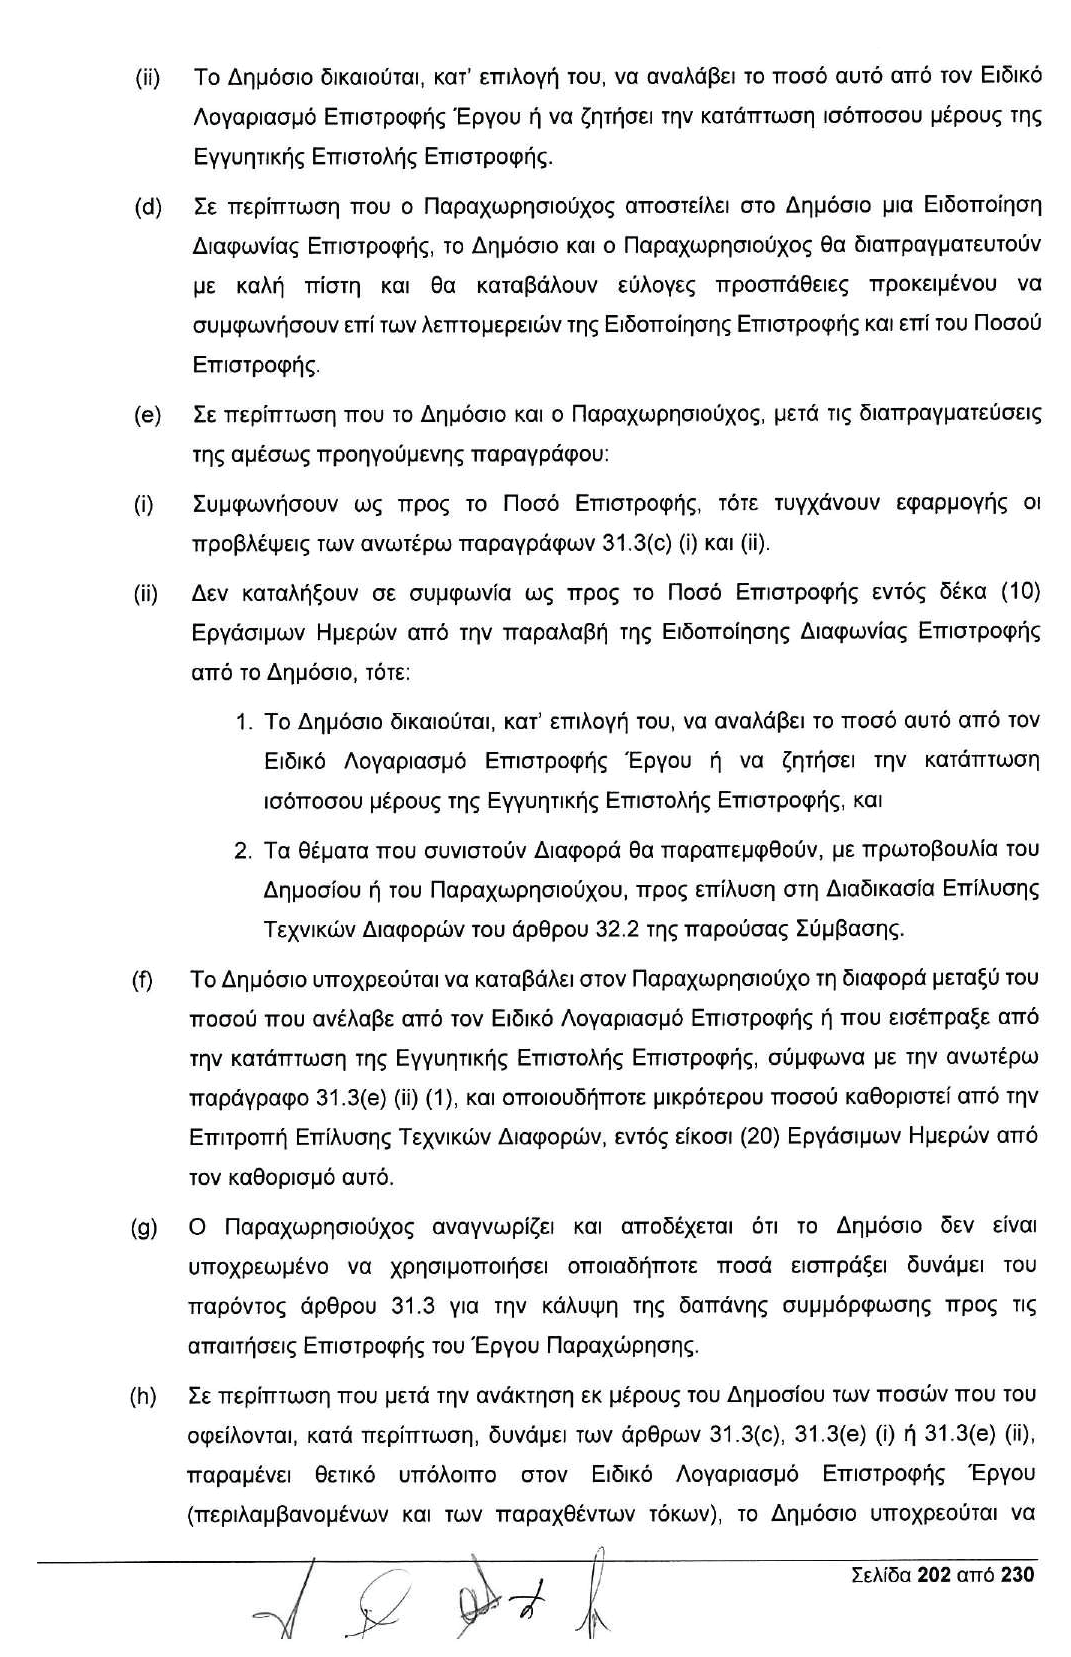 (ii) Το Δημόσιο δικαιούται, κατ’ επιλογή του, να αναλάβει το ποσό αυτό από τον Ειδικό
Λογαριασμό Επιστροφής Έργου ή να ζητήσει την κατάπτωση ισόποσου μέρους της
Εγγυητικής Επιστολής Επιστροφής.
(d) Σε περίπτωση που ο Παραχωρησιούχος αποστείλει στο Δημόσιο μια Ειδοποίηση
Διαφωνίας Επιστροφής, το Δημόσιο και ο Παραχωρησιούχος θα διαπραγματευτούν
με καλή πίστη και θα καταβάλουν εύλογες προσπάθειες προκειμένου να
συμφωνήσουν επί των λεπτομερειών της Ειδοποίησης Επιστροφής και επί του Ποσού
Επιστροφής.
(e) Σε περίπτωση που το Δημόσιο και ο Παραχωρησιούχος, μετά τις διαπραγματεύσεις
της αμέσως προηγούμενης παραγράφου:
(i) Συμφωνήσουν ως προς το Ποσό Επιστροφής, τότε τυγχάνουν εφαρμογής οι
προβλέψεις των ανωτέρω παραγράφων 31.3(c) (i) και (ii).
(ii) Δεν καταλήξουν σε συμφωνία ως προς το Ποσό Επιστροφής εντός δέκα (10)
Εργάσιμων Ημερών από την παραλαβή της Ειδοποίησης Διαφωνίας Επιστροφής
από το Δημόσιο, τότε:
1. Το Δημόσιο δικαιούται, κατ’ επιλογή του, να αναλάβει το ποσό αυτό από τον
Ειδικό Λογαριασμό Επιστροφής Έργου ή να ζητήσει την κατάπτωση
ισόποσου μέρους της Εγγυητικής Επιστολής Επιστροφής, και
2. Τα θέματα που συνιστούν Διαφορά θα παραπεμφθούν, με πρωτοβουλία του
Δημοσίου ή του Παραχωρησιούχου, προς επίλυση στη Διαδικασία Επίλυσης
Τεχνικών Διαφορών του άρθρου 32.2 της παρούσας Σύμβασης.
(f) Το Δημόσιο υποχρεούται να καταβάλει στον Παραχωρησιούχο τη διαφορά μεταξύ του
ποσού που ανέλαβε από τον Ειδικό Λογαριασμό Επιστροφής ή που εισέπραξε από
την κατάπτωση της Εγγυητικής Επιστολής Επιστροφής, σύμφωνα με την ανωτέρω
παράγραφο 31.3(e) (ii) (1), και οποιουδήποτε μικρότερου ποσού καθοριστεί από την
Επιτροπή Επίλυσης Τεχνικών Διαφορών, εντός είκοσι (20) Εργάσιμων Ημερών από
τον καθορισμό αυτό.
(g) Ο Παραχωρησιούχος αναγνωρίζει και αποδέχεται ότι το Δημόσιο δεν είναι
υποχρεωμένο να χρησιμοποιήσει οποιαδήποτε ποσά εισπράξει δυνάμει του
παρόντος άρθρου 31.3 για την κάλυψη της δαπάνης συμμόρφωσης προς τις
απαιτήσεις Επιστροφής του Έργου Παραχώρησης.
(h) Σε περίπτωση που μετά την ανάκτηση εκ μέρους του Δημοσίου των ποσών που του
οφείλονται, κατά περίπτωση, δυνάμει των άρθρων 31.3(c), 31.3(e) (i) ή 31.3(e) (ii),
παραμένει θετικό υπόλοιπο στον Ειδικό Λογαριασμό Επιστροφής Έργου
(περιλαμβανομένων και των παραχθέντων τόκων), το Δημόσιο υποχρεούται να
Σελίδα 202 από 230